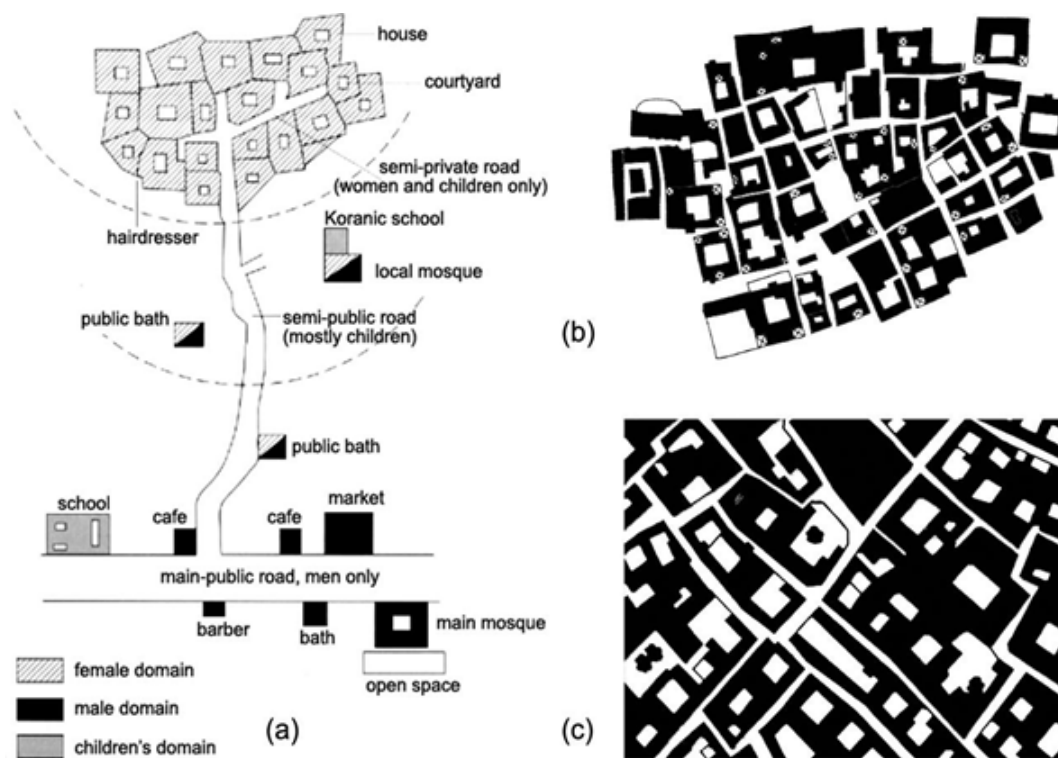 house
courtyard
semi-private road
(women and children only)
hairdresser
Koranic school
local mosque
public bath
semi-public road
(mostly children)
public bath
school
cafe
cafe
market
main-public road, men only
barber
bath
main mosque
open space
female domain
male domain
children's domain
(a)
(b)
(c)